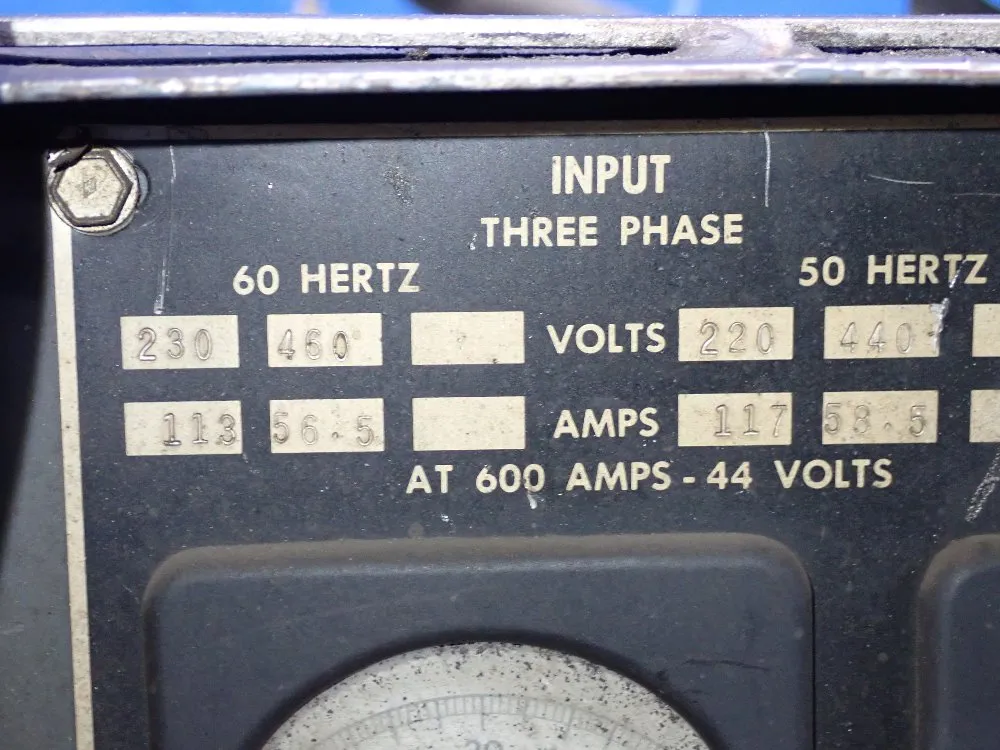 INPUT
THREE PHASE
60 HERTZ 50 HERTZ
230 460 VOLTS 220 440
113 56.5 AMPS 117 58.5
AT 600 AMPS - 44 VOLTS